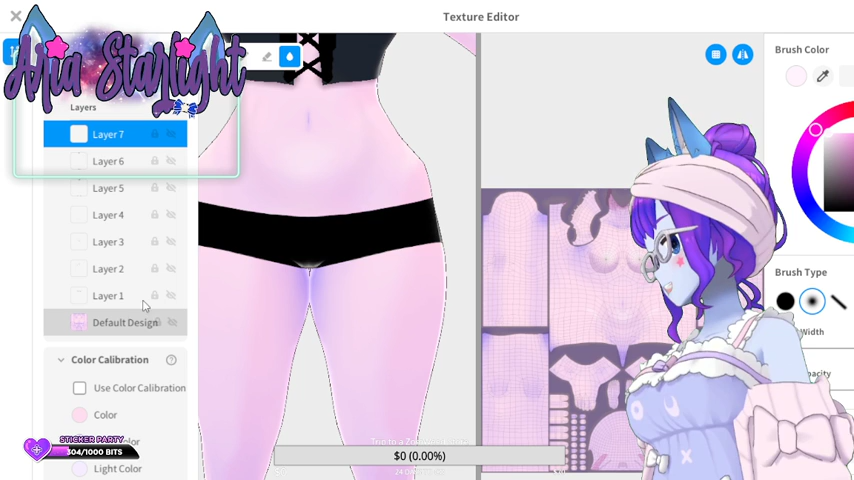 Texture Editor
Aria Starlight
Brush Color
Layers
Layer 7
Layer 6
Layer 5
Layer 4
Layer 3
Layer 2
Layer 1
Default Design
Brush Type
Width
Color Calibration
Use Color Calibration
Color
Light Color
STICKER PARTY
304/1000 BITS
$0 (0.00%)